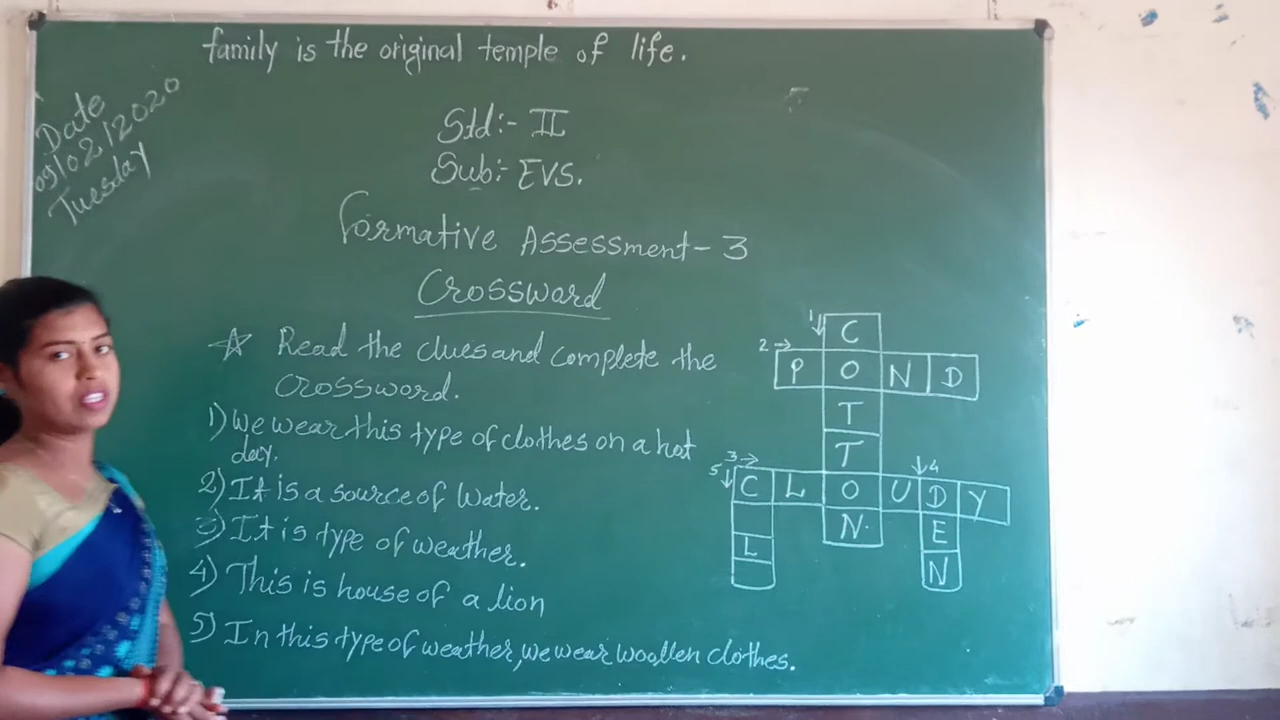 family is the original temple of life.
Date
09/02/2020
Tuesday
Std:- II
Sub:- EVS.
Formative Assessment-3
Crossward
Read the clues and complete the
crossword.
1) We wear this type of clothes on a hot
day.
2) It is a source of water.
3) It is type of weather.
4) This is house of a lion
5) In this type of weather, we wear woollen clothes.
1 C
2 P O N D
T
T
3 5 4
C L O U D Y
N. E
L N